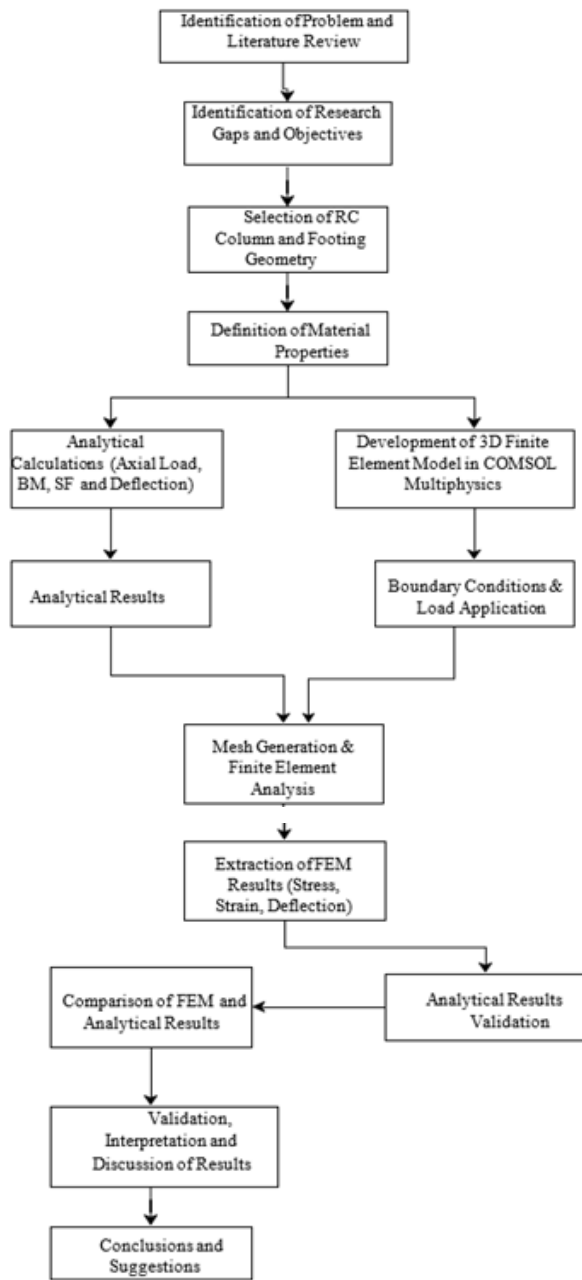 Identification of Problem and
Literature Review
Identification of Research
Gaps and Objectives
Selection of RC
Column and Footing
Geometry
Definition of Material
Properties
Analytical
Calculations (Axial Load,
BM, SF and Deflection)
Development of 3D Finite
Element Model in COMSOL
Multiphysics
Analytical Results
Boundary Conditions &
Load Application
Mesh Generation &
Finite Element
Analysis
Extraction of FEM
Results (Stress,
Strain, Deflection)
Comparison of FEM and
Analytical Results
Analytical Results
Validation
Validation,
Interpretation and
Discussion of Results
Conclusions and
Suggestions